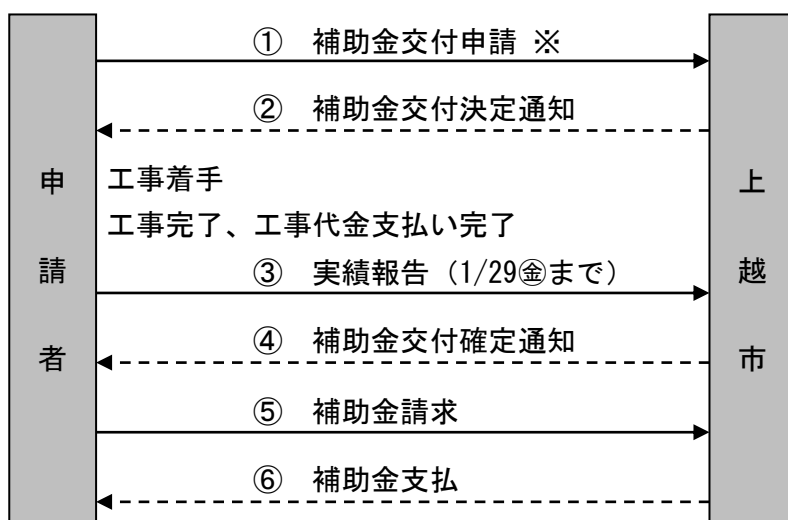 ① 補助金交付申請 ※
② 補助金交付決定通知
申請者
工事着手
工事完了、工事代金支払い完了
上越市
③ 実績報告（1/29㊎まで）
④ 補助金交付確定通知
⑤ 補助金請求
⑥ 補助金支払